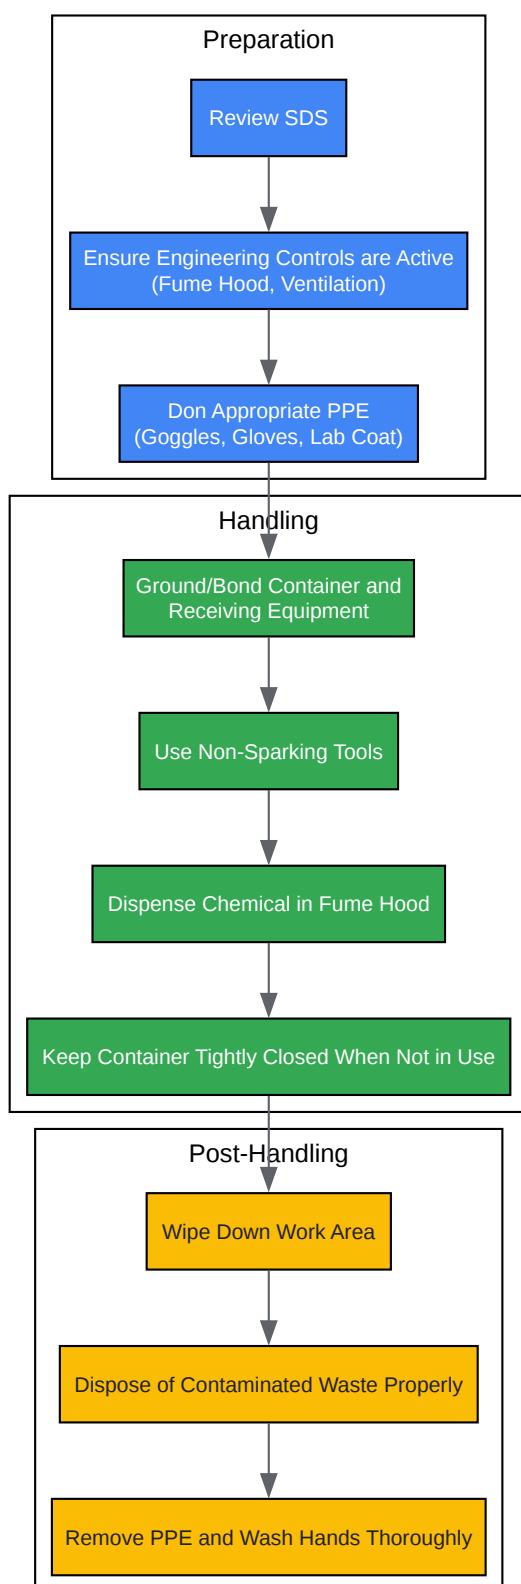 Preparation
Review SDS
Ensure Engineering Controls are Active
(Fume Hood, Ventilation)
Don Appropriate PPE
(Goggles, Gloves, Lab Coat)
Handling
Ground/Bond Container and
Receiving Equipment
Use Non-Sparking Tools
Dispense Chemical in Fume Hood
Keep Container Tightly Closed When Not in Use
Post-Handling
Wipe Down Work Area
Dispose of Contaminated Waste Properly
Remove PPE and Wash Hands Thoroughly